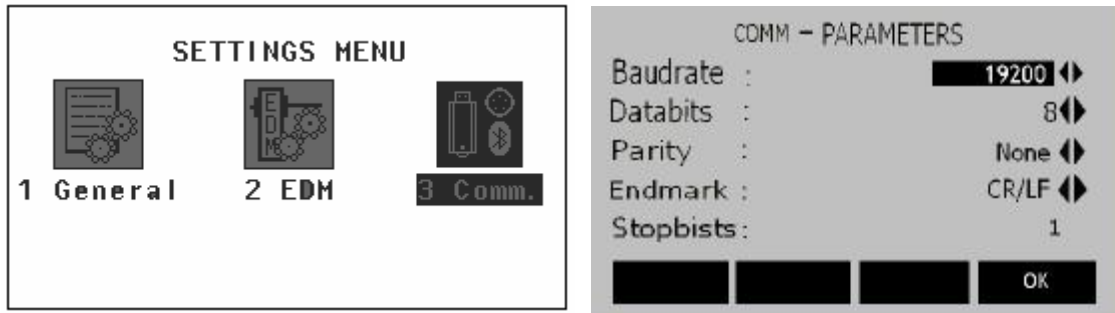 SETTINGS MENU
EDM
1 General
2 EDM
3 Comm.
COMM - PARAMETERS
Baudrate : 19200
Databits : 8
Parity : None
Endmark : CR/LF
Stopbists : 1
OK